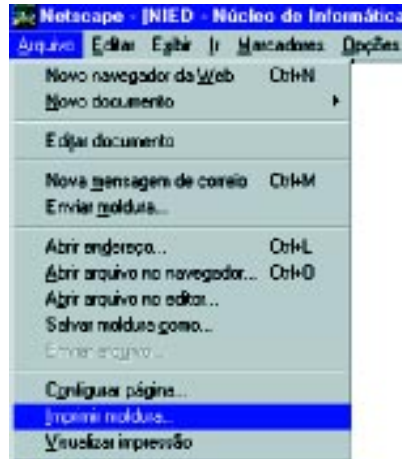 Netscape - [NIED - Núcleo de Informática
Arquivo Editar Exibir Ir Marcadores Opções
Novo navegador da Web Ctrl+N
Novo documento
Editar documento
Nova mensagem de correio Ctrl+M
Enviar moldura...
Abrir endereço... Ctrl+L
Abrir arquivo no navegador... Ctrl+O
Abrir arquivo no editor...
Salvar moldura como...
Enviar arquivo...
Configurar página...
Imprimir moldura...
Visualizar impressão